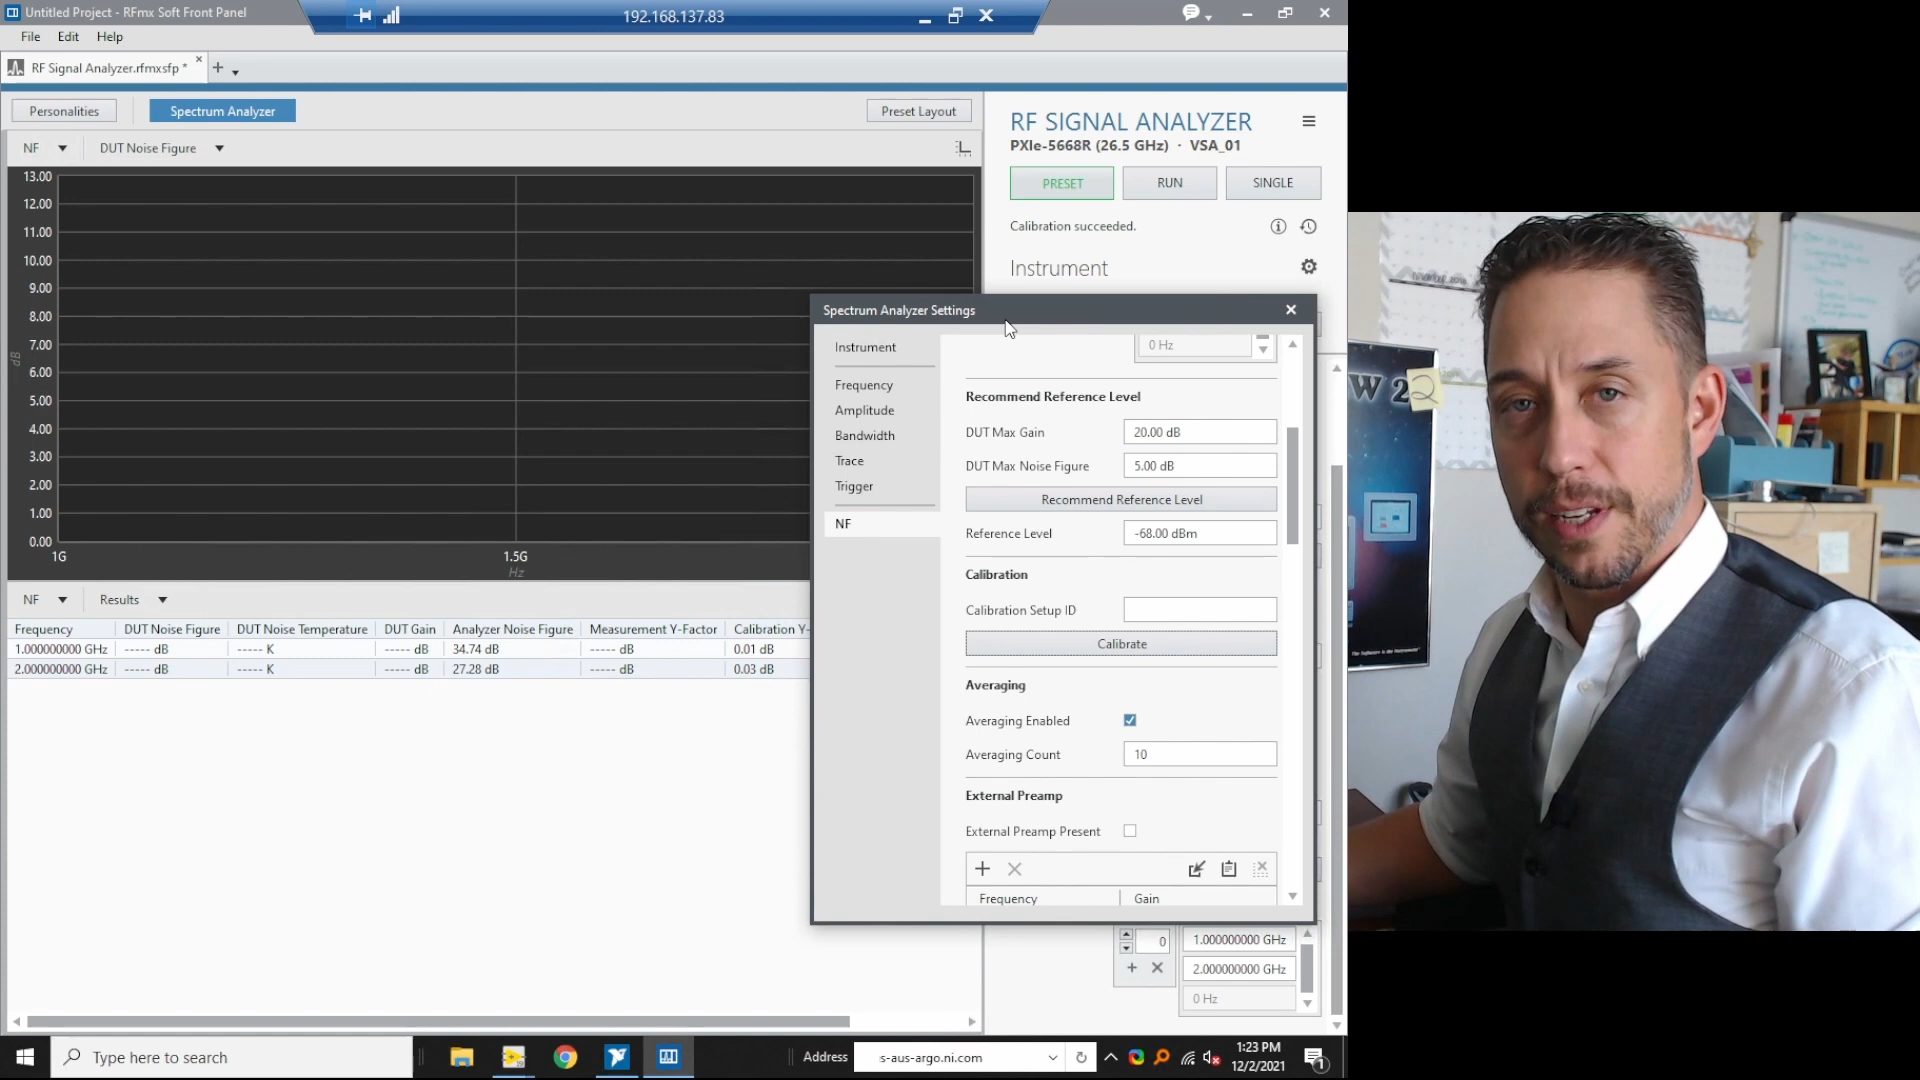 Untitled Project - RFmx Soft Front Panel
192.168.137.83
File Edit Help
RF Signal Analyzer.rfmxsfp *
Personalities
Spectrum Analyzer
Preset Layout
NF
DUT Noise Figure
13.00
12.00
11.00
10.00
9.00
8.00
7.00
6.00
5.00
4.00
3.00
2.00
1.00
0.00
dB
1G
1.5G
Hz
NF
Results
Frequency DUT Noise Figure DUT Noise Temperature DUT Gain Analyzer Noise Figure Measurement Y-Factor Calibration Y-
1.000000000 GHz ----- dB ----- K ----- dB 34.74 dB ----- dB 0.01 dB
2.000000000 GHz ----- dB ----- K ----- dB 27.28 dB ----- dB 0.03 dB
RF SIGNAL ANALYZER
PXIe-5668R (26.5 GHz) · VSA_01
PRESET RUN SINGLE
Calibration succeeded.
Instrument
Spectrum Analyzer Settings
Instrument
Frequency
Amplitude
Bandwidth
Trace
Trigger
NF
0 Hz
Recommend Reference Level
DUT Max Gain 20.00 dB
DUT Max Noise Figure 5.00 dB
Recommend Reference Level
Reference Level -68.00 dBm
Calibration
Calibration Setup ID
Calibrate
Averaging
Averaging Enabled
Averaging Count 10
External Preamp
External Preamp Present
Frequency Gain
0
1.000000000 GHz
2.000000000 GHz
0 Hz
W 2
2
Type here to search
Address
s-aus-argo.ni.com
1:23 PM
12/2/2021
1